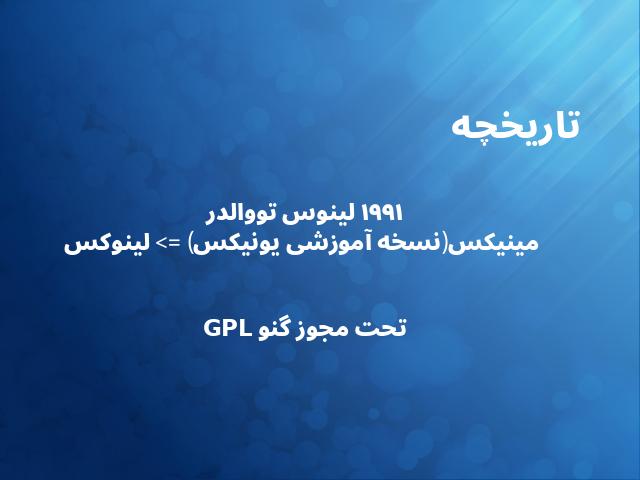 تاریخچه
۱۹۹۱ لینوس تووالدر
مینیکس(نسخه آموزشی یونیکس) => لینوکس
تحت مجوز گنو GPL